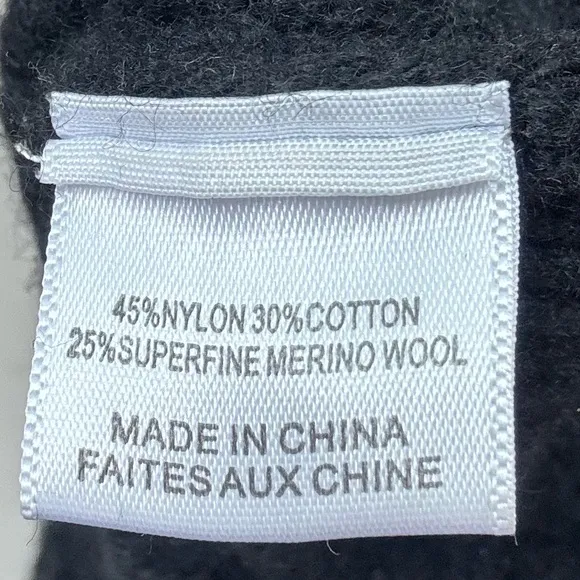 45%NYLON 30%COTTON
25%SUPERFINE MERINO WOOL
MADE IN CHINA
FAITES AUX CHINE